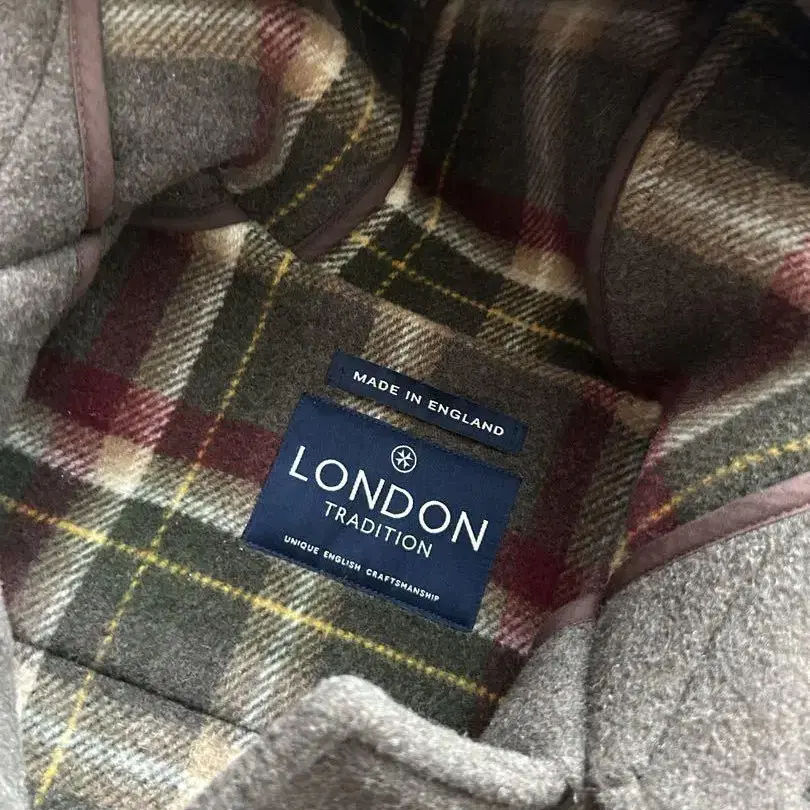 MADE IN ENGLAND
LONDON
TRADITION
UNIQUE ENGLISH CRAFTSMANSHIP